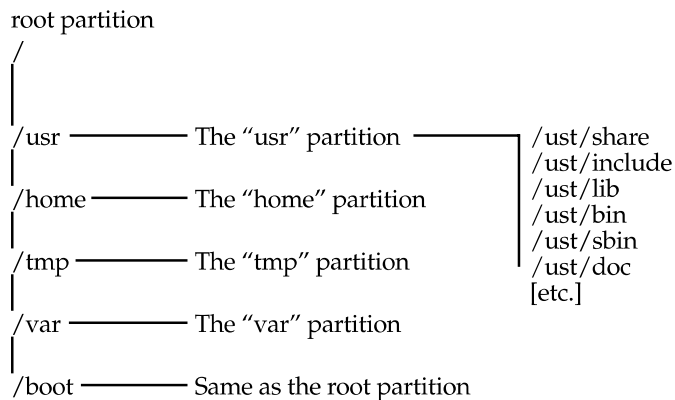 root partition
/
/usr The “usr” partition /ust/share
/ust/include
/ust/lib
/ust/bin
/ust/sbin
/ust/doc
[etc.]
/home The “home” partition
/tmp The “tmp” partition
/var The “var” partition
/boot Same as the root partition